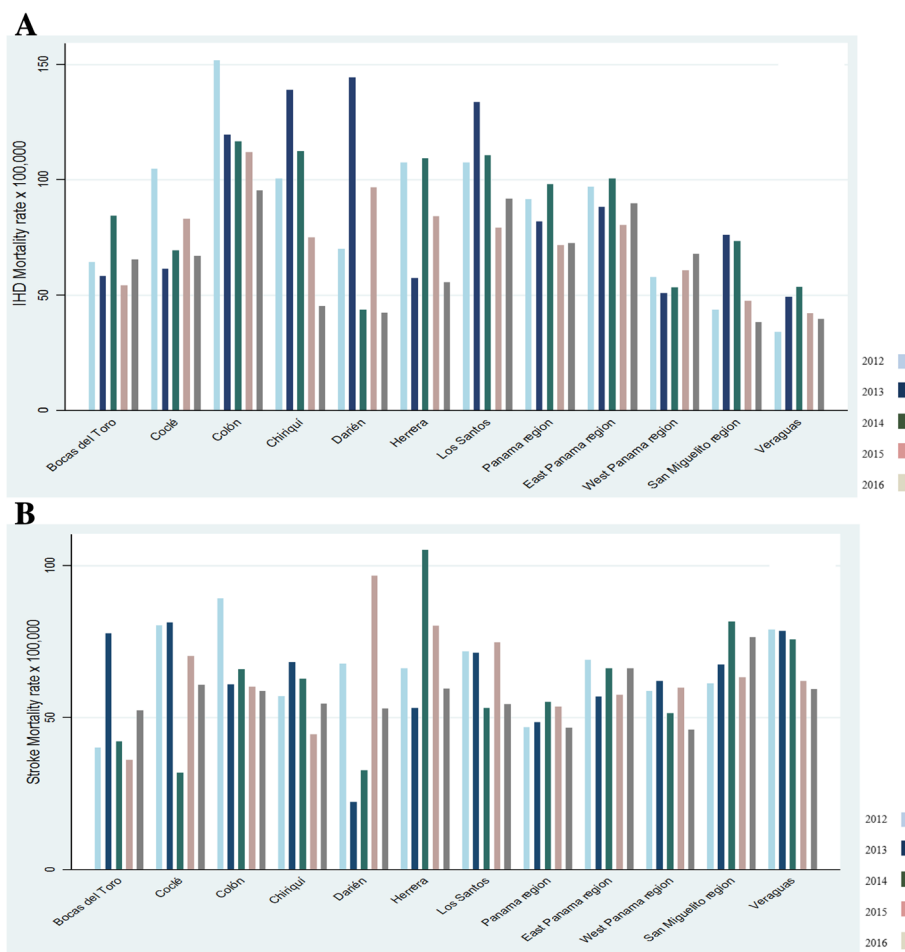 A
IHD Mortality rate x 100,000
150
100
50
0
Bocas del Toro
Coclé
Colón
Chiriquí
Darién
Herrera
Los Santos
Panama region
East Panama region
West Panama region
San Miguelito region
Veraguas
2012
2013
2014
2015
2016
B
Stroke Mortality rate x 100,000
100
50
0
Bocas del Toro
Coclé
Colón
Chiriquí
Darién
Herrera
Los Santos
Panama region
East Panama region
West Panama region
San Miguelito region
Veraguas
2012
2013
2014
2015
2016